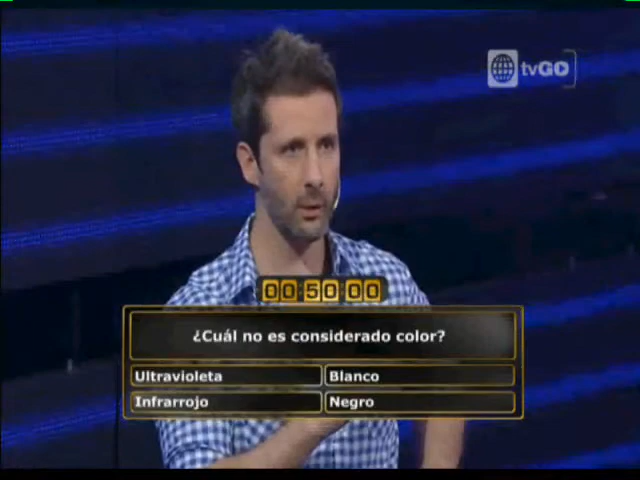 tvGO
00:50:00
¿Cuál no es considerado color?
Ultravioleta
Blanco
Infrarrojo
Negro